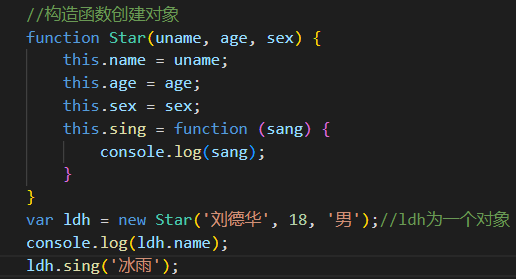 //构造函数创建对象
function Star(uname, age, sex) {
    this.name = uname;
    this.age = age;
    this.sex = sex;
    this.sing = function (sang) {
        console.log(sang);
    }
}
var ldh = new Star('刘德华', 18, '男');//ldh为一个对象
console.log(ldh.name);
ldh.sing('冰雨');